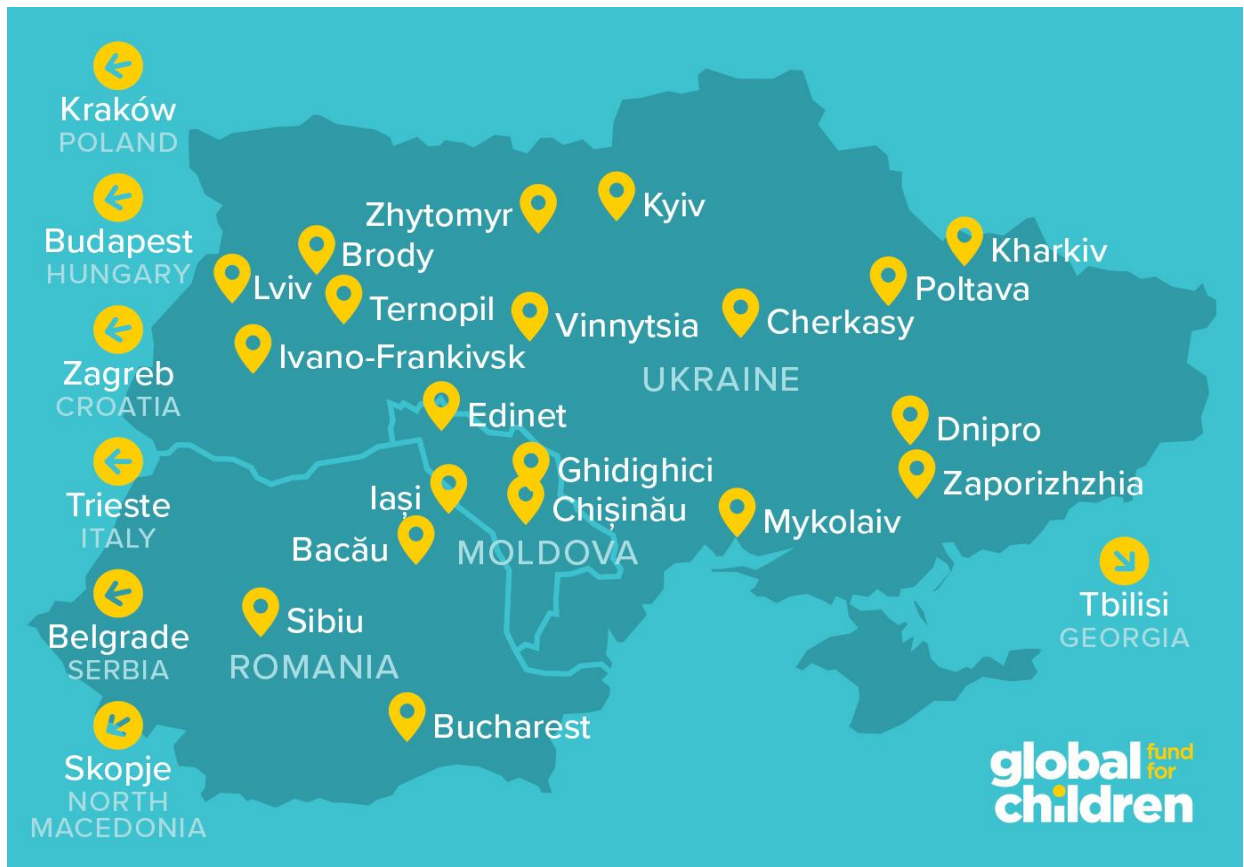 Kraków
POLAND
Budapest
HUNGARY
Zagreb
CROATIA
Trieste
ITALY
Belgrade
SERBIA
Skopje
NORTH
MACEDONIA
Zhytomyr
Kyiv
Brody
Kharkiv
Lviv
Poltava
Ternopil
Vinnytsia
Cherkasy
Ivano-Frankivsk
UKRAINE
Edinet
Dnipro
Ghidighici
Zaporizhzhia
Iași
Chișinău
Mykolaiv
Bacău
MOLDOVA
Sibiu
ROMANIA
Bucharest
Tbilisi
GEORGIA
global fund
for
children